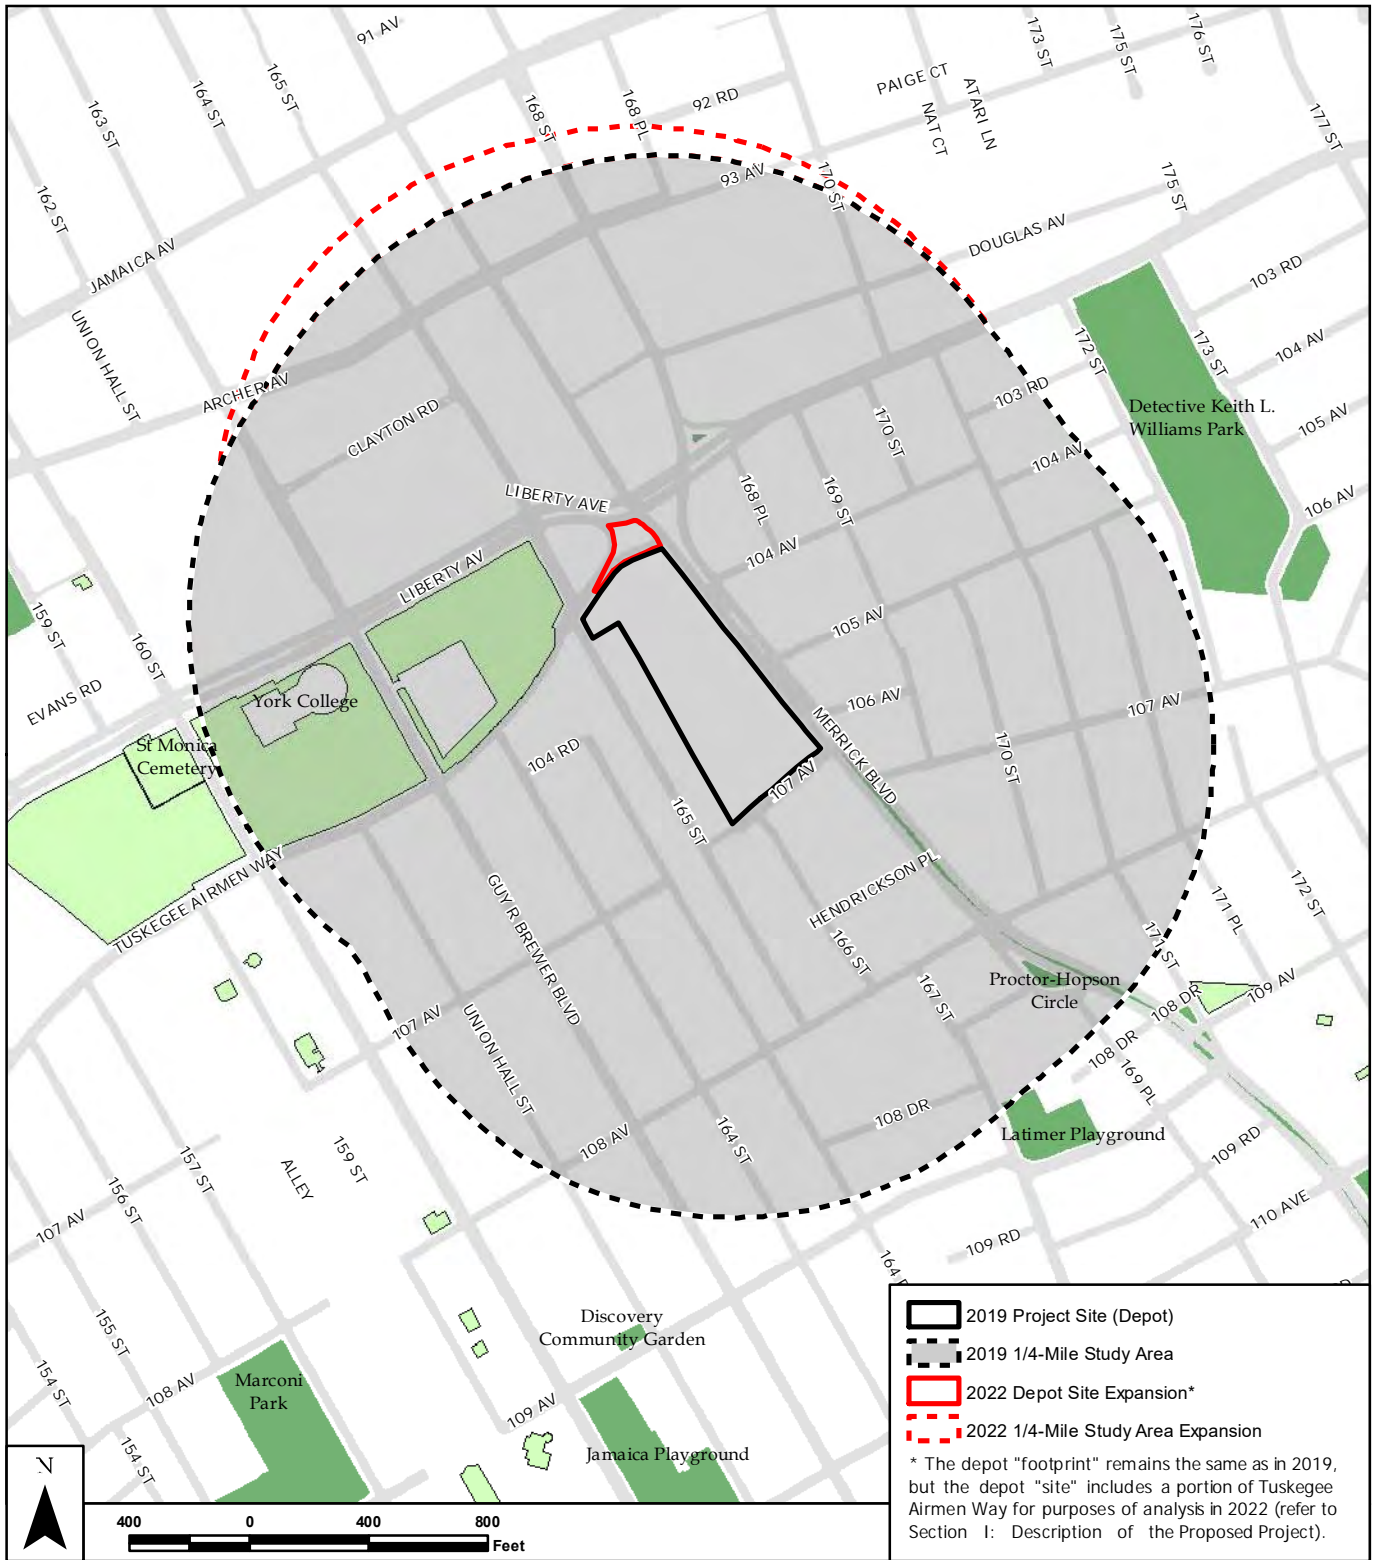 91 AV
173 ST
175 ST
176 ST
163 ST
164 ST
165 ST
168 ST
168 PL
92 RD
PAIGE CT
NAT CT
ATARI LN
177 ST
162 ST
JAMAICA AV
93 AV
170 ST
175 ST
DOUGLAS AV
103 RD
UNION HALL ST
ARCHER AV
CLAYTON RD
172 ST
173 ST
104 AV
103 RD
Detective Keith L.
Williams Park
105 AV
170 ST
104 AV
106 AV
LIBERTY AVE
168 PL
169 ST
104 AV
LIBERTY AV
159 ST
160 ST
105 AV
EVANS RD
York College
St Monica
Cemetery
106 AV
107 AV
MERRICK BLVD
104 RD
170 ST
107 AV
165 ST
TUSKEGEE AIRMEN WAY
GUY R BREWER BLVD
HENDRICKSON PL
166 ST
171 PL
172 ST
171 ST
167 ST
Proctor-Hopson
Circle
108 DR
109 AV
107 AV
UNION HALL ST
108 DR
169 PL
108 AV
164 ST
108 DR
Latimer Playground
109 RD
157 ST
ALLEY
159 ST
156 ST
107 AV
110 AVE
109 RD
155 ST
154 ST
108 AV
154 ST
Marconi
Park
Discovery
Community Garden
109 AV
Jamaica Playground
2019 Project Site (Depot)
2019 1/4-Mile Study Area
2022 Depot Site Expansion*
2022 1/4-Mile Study Area Expansion
* The depot "footprint" remains the same as in 2019,
but the depot "site" includes a portion of Tuskegee
Airmen Way for purposes of analysis in 2022 (refer to
Section I: Description of the Proposed Project).
N
400 0 400 800
Feet